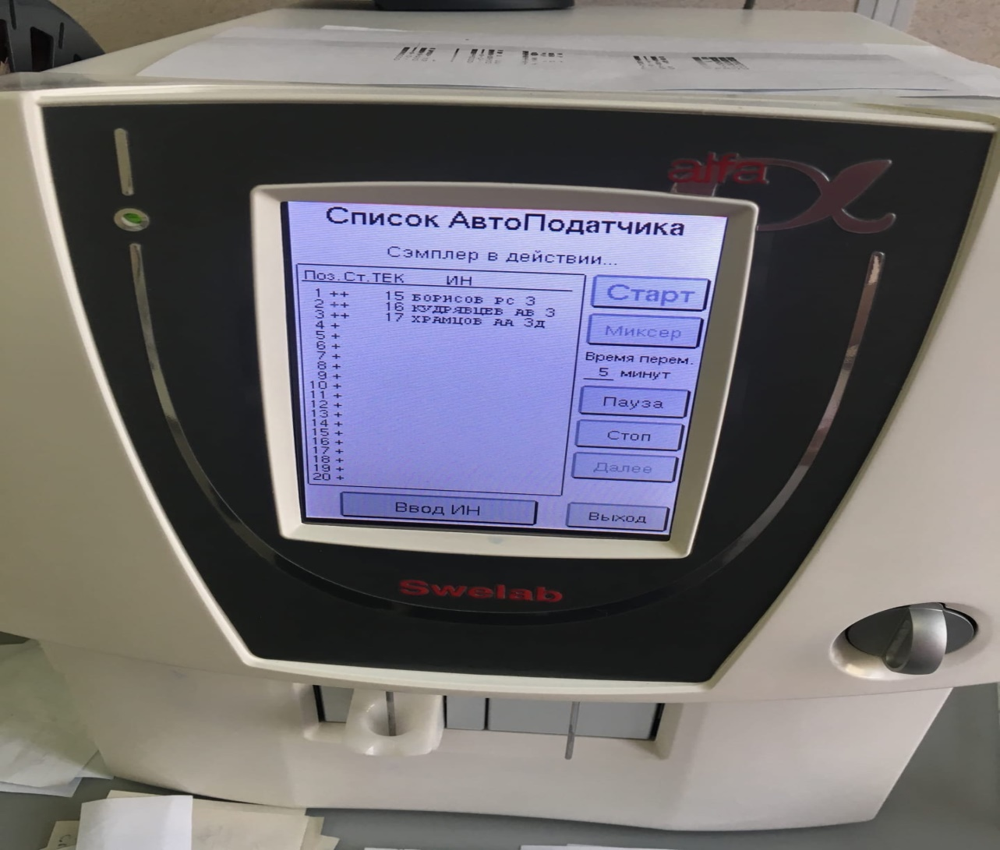 alfa
Список АвтоПодатчика
Сэмплер в действии...
Поз.Ст.ТЕК ИН
1 ++ 15 БОРИСОВ РС 3
2 ++ 16 КУДРЯВЦЕВ АВ 3
3 ++ 17 ХРАМЦОВ АА 3д
4 +
5 +
6 +
7 +
8 +
9 +
10 +
11 +
12 +
13 +
14 +
15 +
16 +
17 +
18 +
19 +
20 +
Старт
Миксер
Время перем.
5 минут
Пауза
Стоп
Далее
Ввод ИН
Выход
Swelab